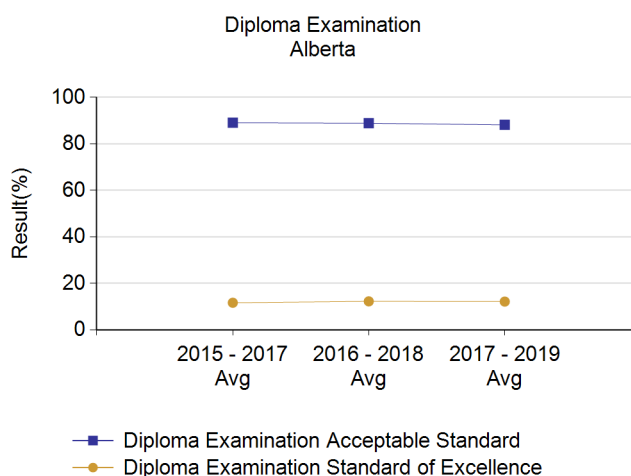 Diploma Examination
Alberta
Result(%)
100
80
60
40
20
0
2015 - 2017 2016 - 2018 2017 - 2019
Avg Avg Avg
Diploma Examination Acceptable Standard
Diploma Examination Standard of Excellence